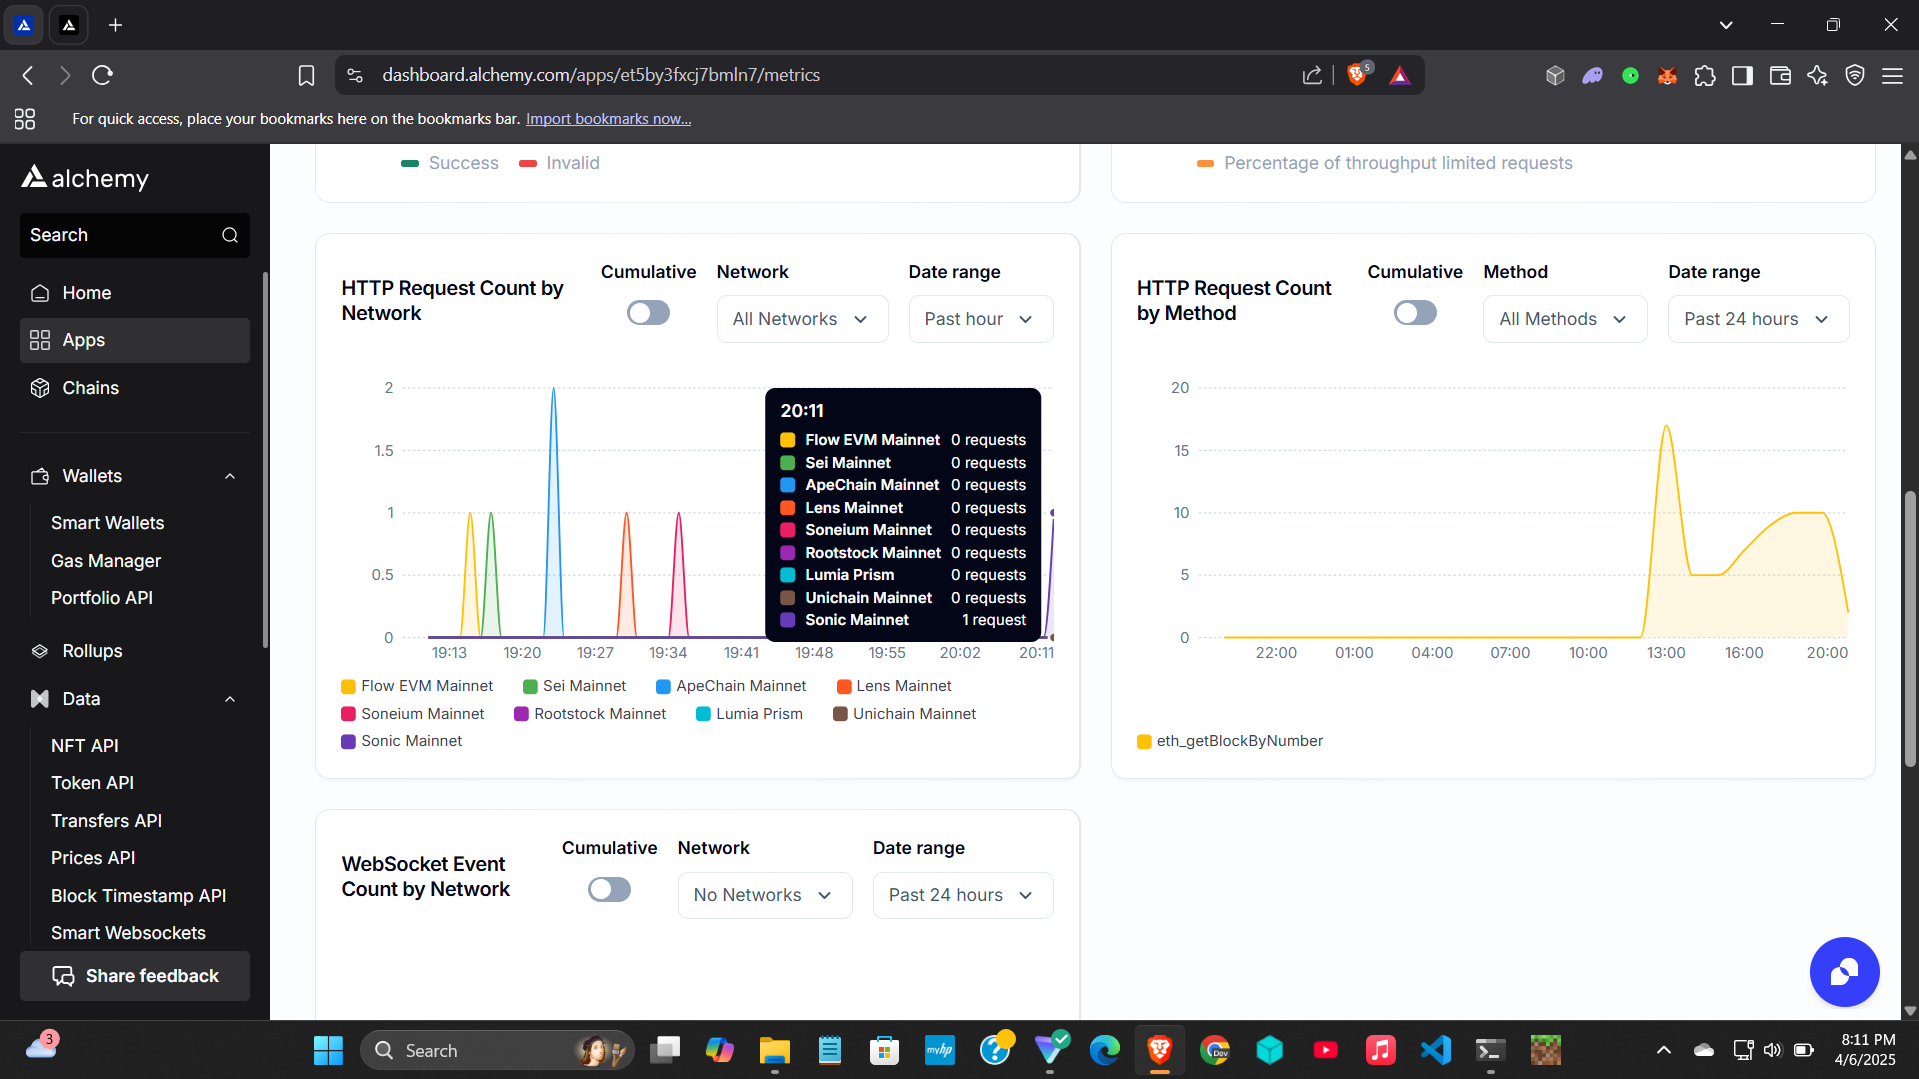 dashboard.alchemy.com/apps/et5by3fxcj7bmln7/metrics
5
For quick access, place your bookmarks here on the bookmarks bar. Import bookmarks now...
alchemy
Search
Home
Apps
Chains
Wallets
Smart Wallets
Gas Manager
Portfolio API
Rollups
Data
NFT API
Token API
Transfers API
Prices API
Block Timestamp API
Smart Websockets
Share feedback
Success Invalid
Percentage of throughput limited requests
HTTP Request Count by
Network
Cumulative
Network
All Networks
Date range
Past hour
2
1.5
1
0.5
0
19:13 19:20 19:27 19:34 19:41 19:48 19:55 20:02 20:11
20:11
Flow EVM Mainnet 0 requests
Sei Mainnet 0 requests
ApeChain Mainnet 0 requests
Lens Mainnet 0 requests
Soneium Mainnet 0 requests
Rootstock Mainnet 0 requests
Lumia Prism 0 requests
Unichain Mainnet 0 requests
Sonic Mainnet 1 request
Flow EVM Mainnet Sei Mainnet ApeChain Mainnet Lens Mainnet
Soneium Mainnet Rootstock Mainnet Lumia Prism Unichain Mainnet
Sonic Mainnet
HTTP Request Count
by Method
Cumulative
Method
All Methods
Date range
Past 24 hours
20
15
10
5
0
22:00 01:00 04:00 07:00 10:00 13:00 16:00 20:00
eth_getBlockByNumber
WebSocket Event
Count by Network
Cumulative
Network
No Networks
Date range
Past 24 hours
3
Search
myhp
Dev
8:11 PM
4/6/2025